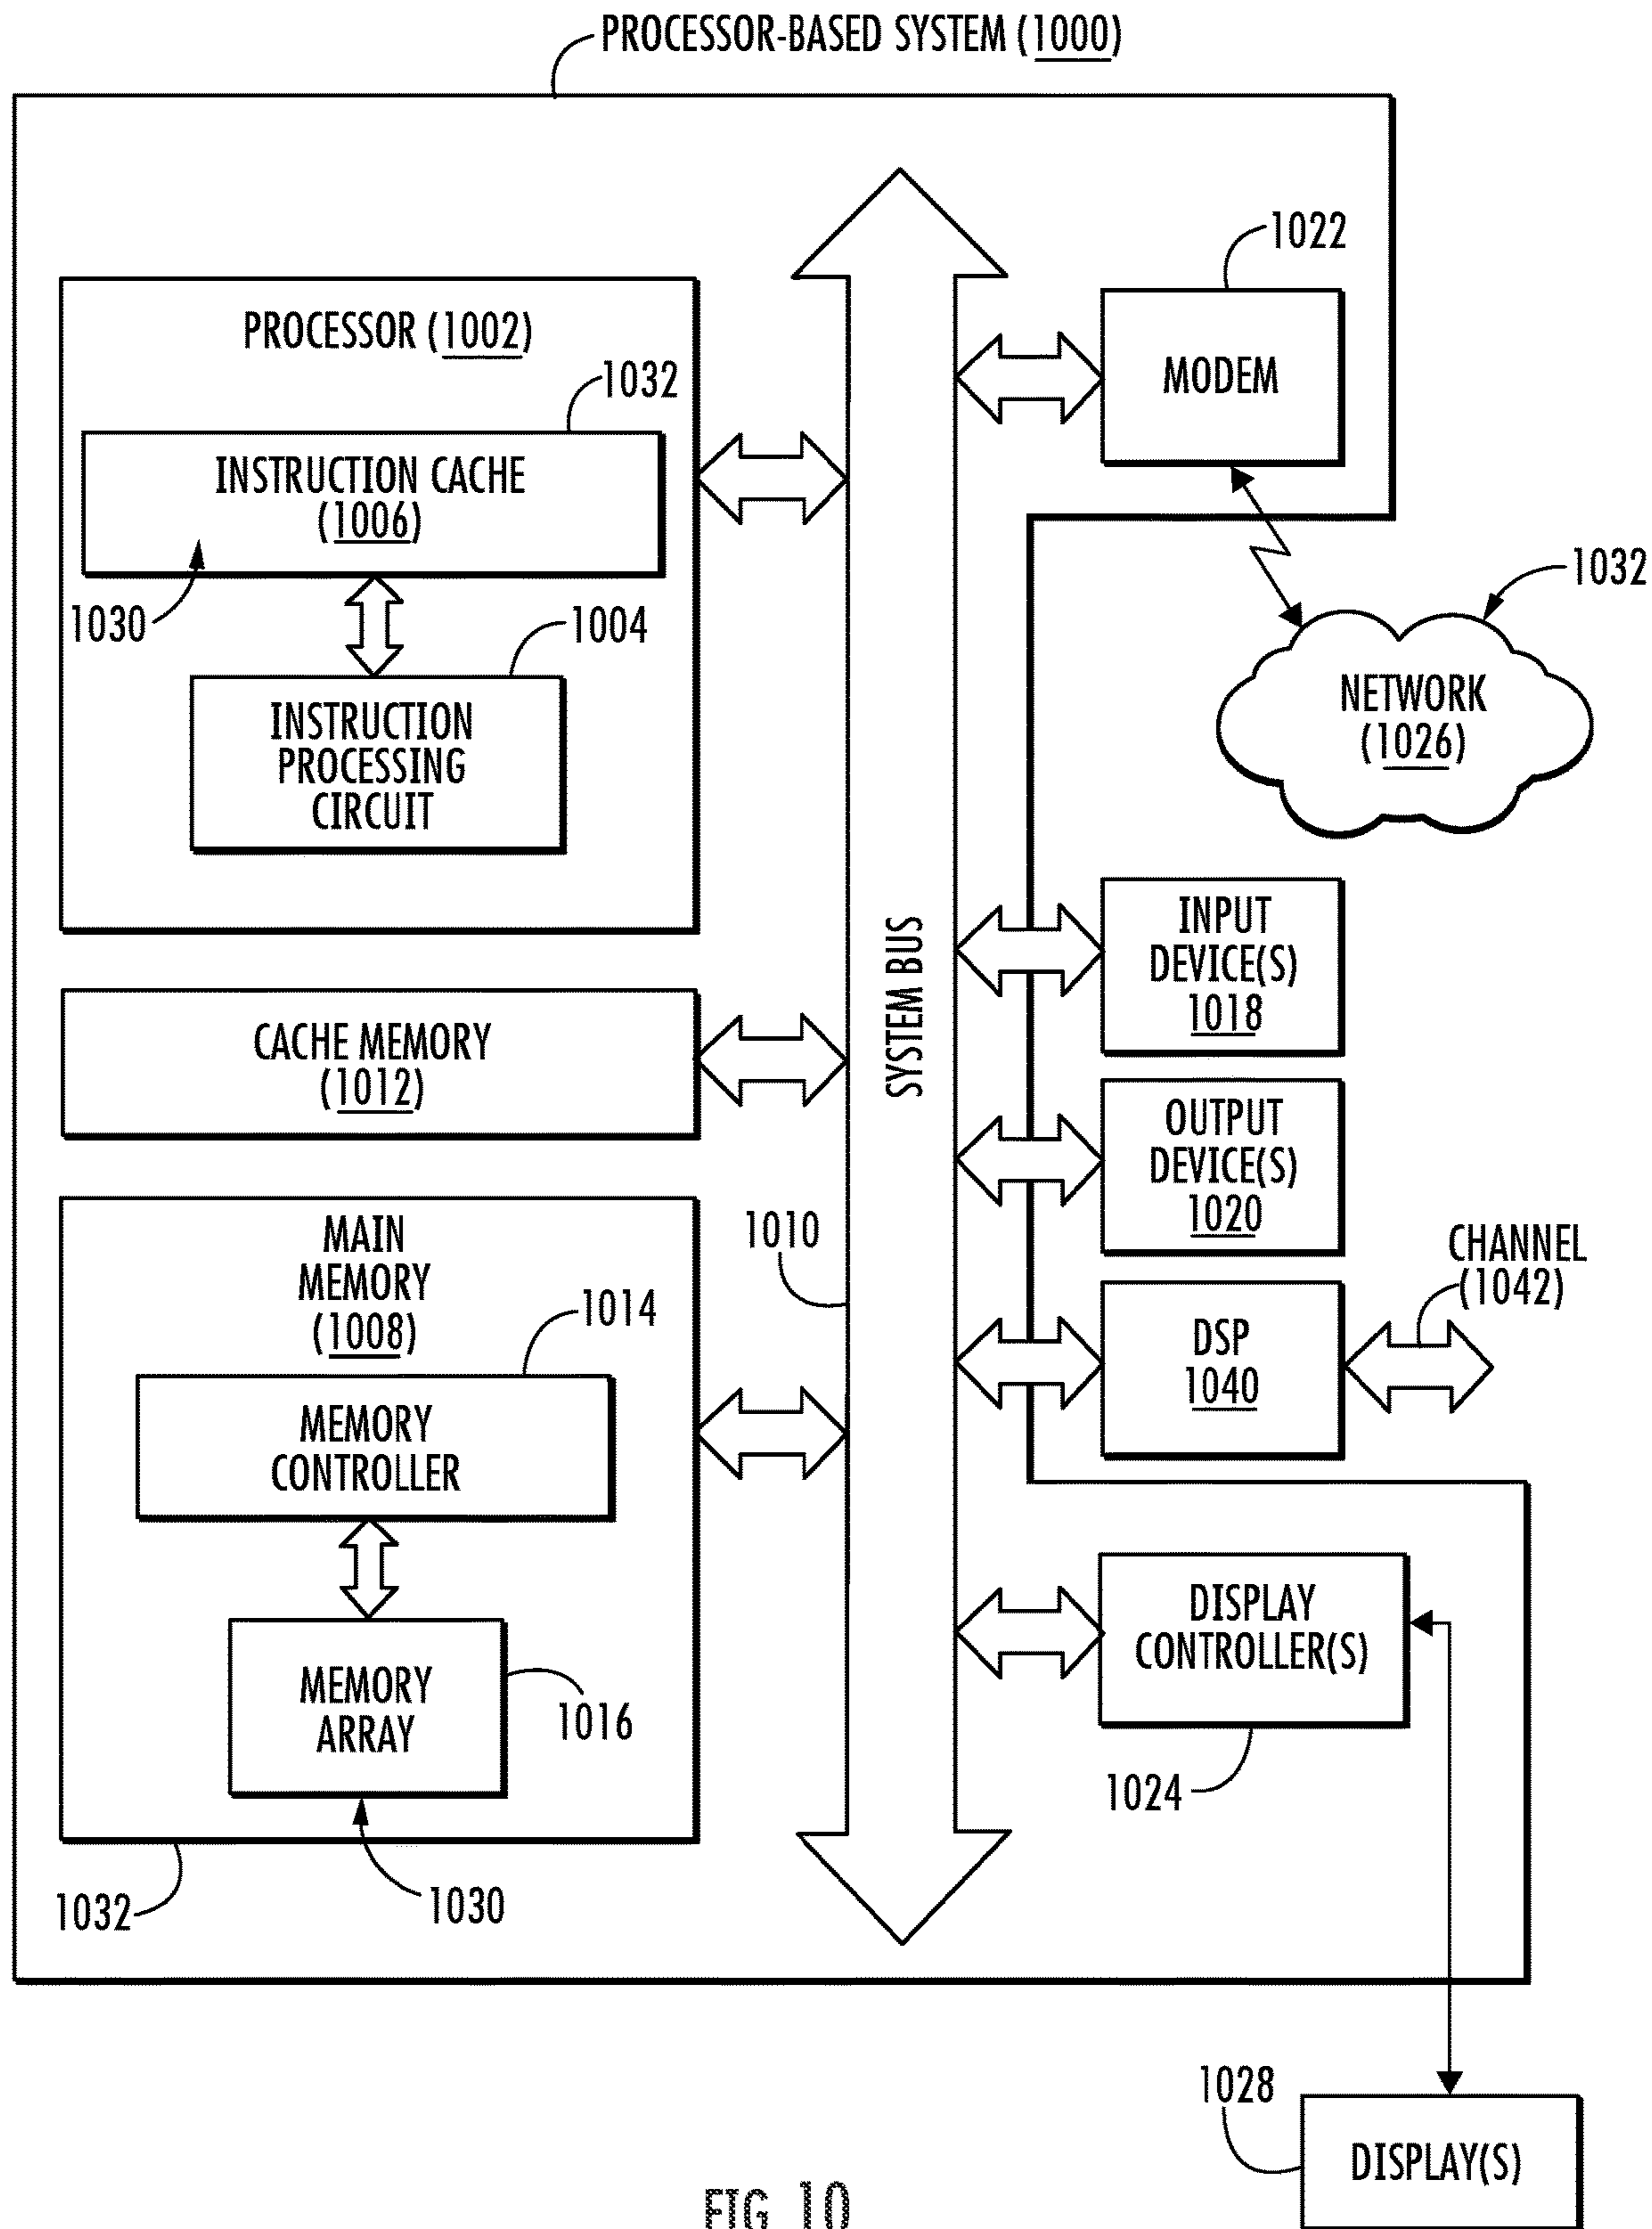 PROCESSOR-BASED SYSTEM (1000)
1022
PROCESSOR (1002)
1032
MODEM
INSTRUCTION CACHE
(1006)
1030
1004
1032
INSTRUCTION
PROCESSING
CIRCUIT
NETWORK
(1026)
INPUT
DEVICE(S)
1018
SYSTEM BUS
CACHE MEMORY
(1012)
OUTPUT
DEVICE(S)
1020
MAIN
MEMORY
(1008)
1010
CHANNEL
(1042)
1014
DSP
1040
MEMORY
CONTROLLER
DISPLAY
CONTROLLER(S)
MEMORY
ARRAY
1016
1024
1032
1030
1028
DISPLAY(S)
FIG. 10